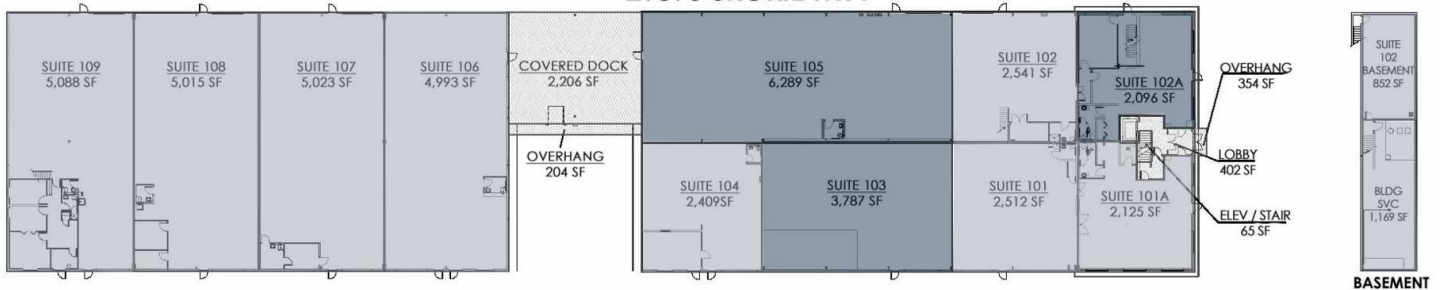 SUITE 109
5,088 SF
SUITE 108
5,015 SF
SUITE 107
5,023 SF
SUITE 106
4,993 SF
COVERED DOCK
2,206 SF
OVERHANG
204 SF
SUITE 105
6,289 SF
SUITE 102
2,541 SF
SUITE 102A
2,096 SF
OVERHANG
354 SF
LOBBY
402 SF
ELEV / STAIR
65 SF
SUITE 104
2,409SF
SUITE 103
3,787 SF
SUITE 101
2,512 SF
SUITE 101A
2,125 SF
SUITE
102
BASEMENT
852 SF
BLDG
SVC
1,169 SF
BASEMENT